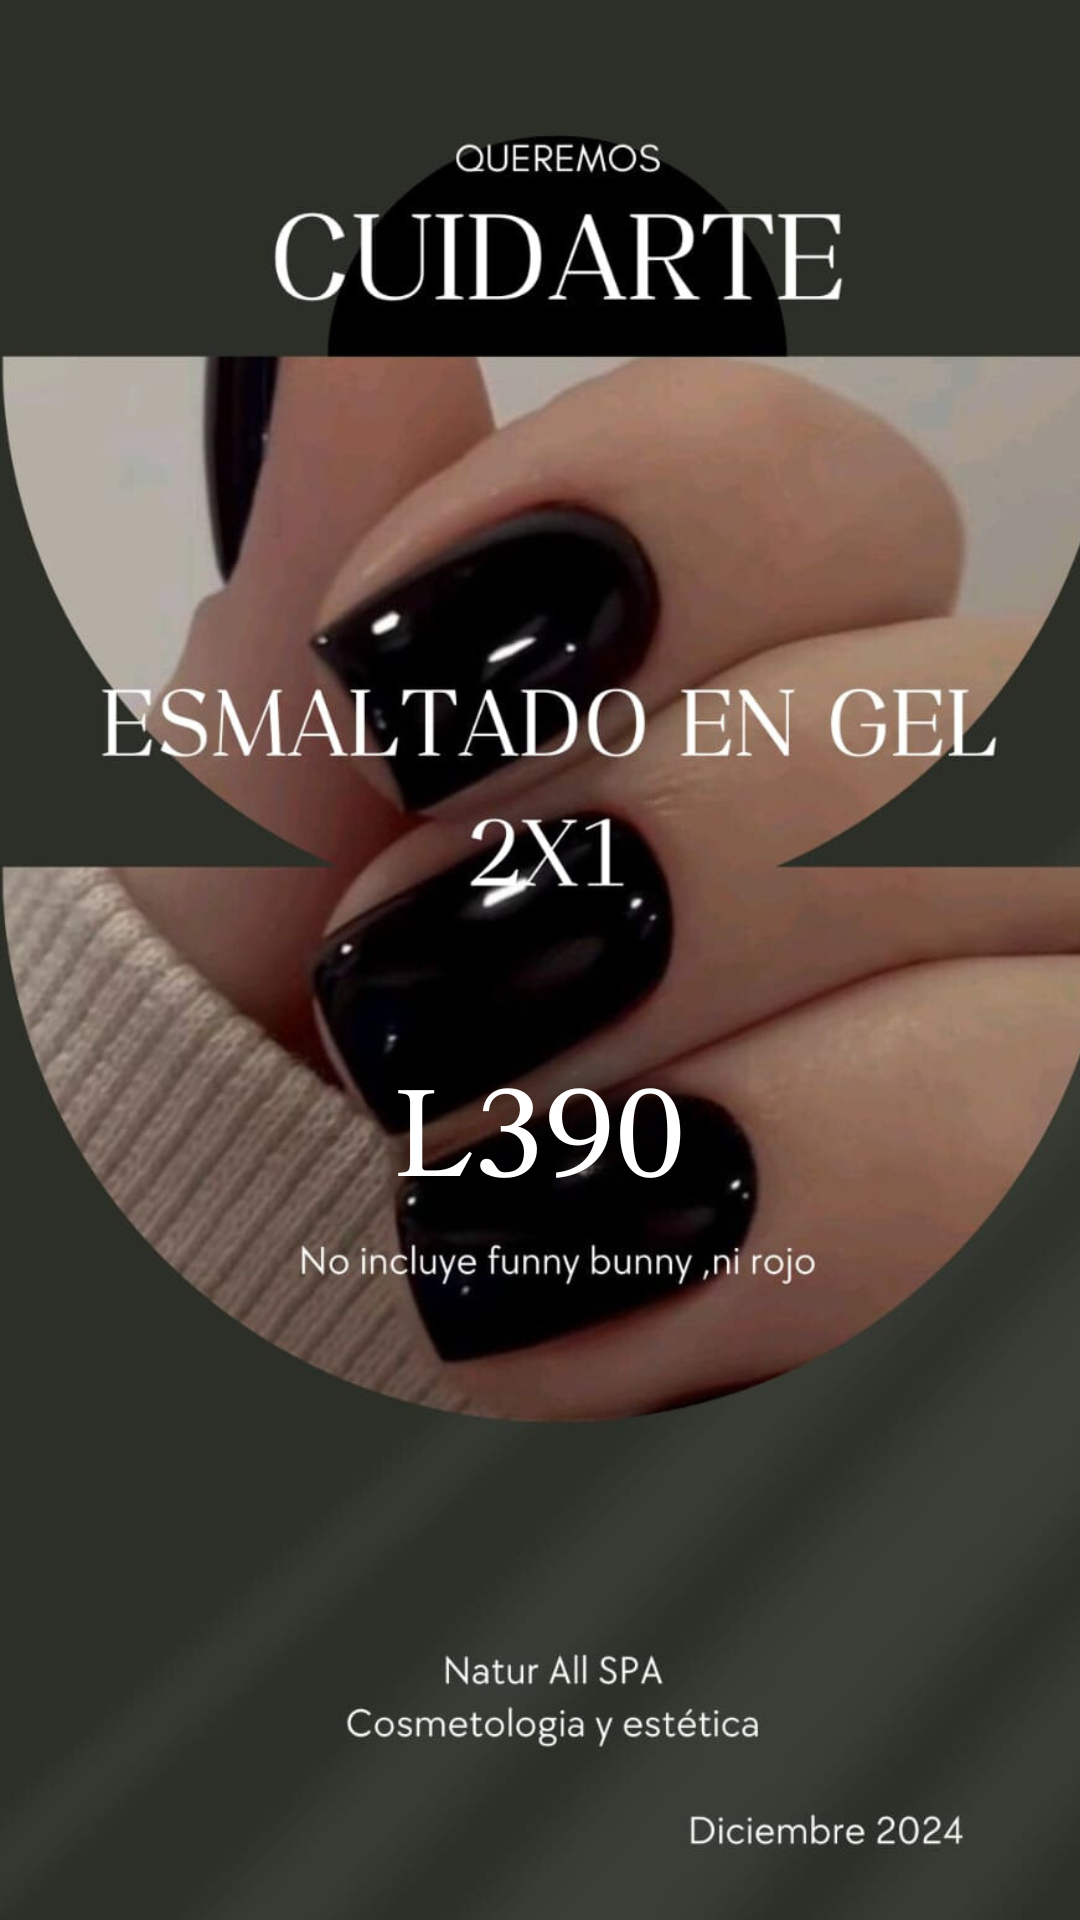 QUEREMOS
CUIDARTE
ESMALTADO EN GEL
2X1
L390
No incluye funny bunny ,ni rojo
Natur All SPA
Cosmetologia y estética
Diciembre 2024